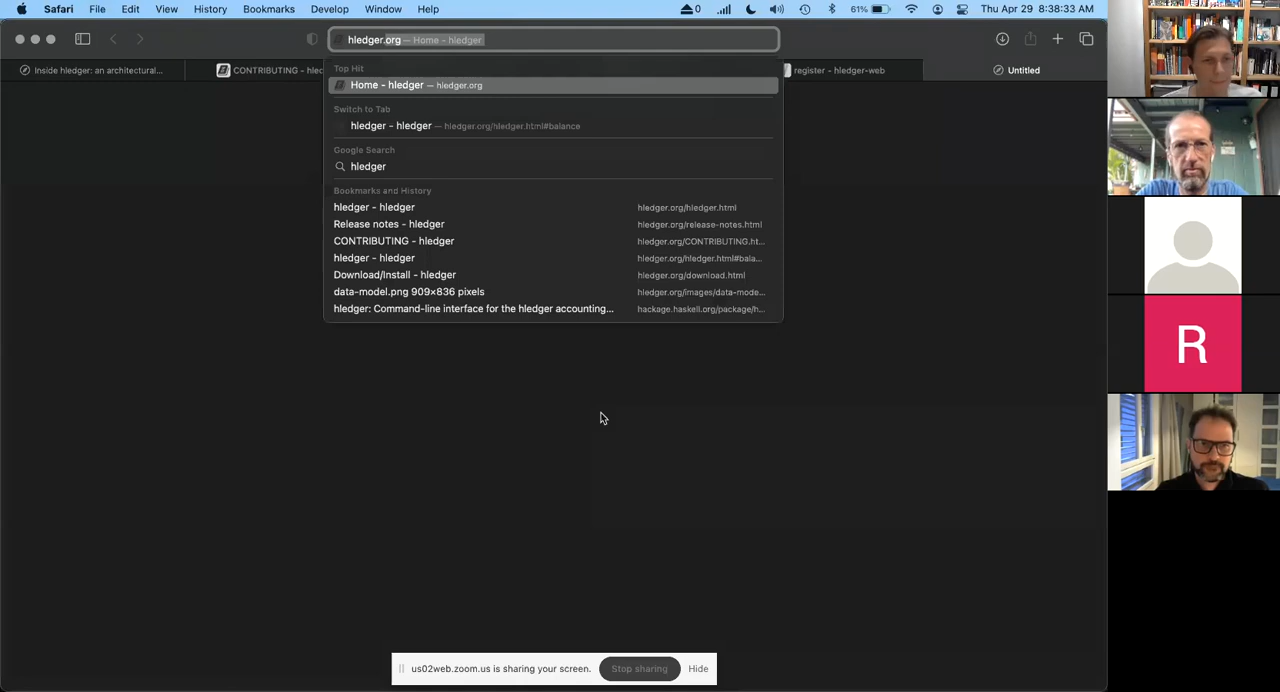 Safari File Edit View History Bookmarks Develop Window Help 0 61% Thu Apr 29 8:38:33 AM
hledger.org — Home - hledger
Inside hledger: an architectural... CONTRIBUTING - hledc register - hledger-web Untitled
Top Hit
Home - hledger — hledger.org
Switch to Tab
hledger - hledger — hledger.org/hledger.html#balance
Google Search
hledger
Bookmarks and History
hledger - hledger hledger.org/hledger.html
Release notes - hledger hledger.org/release-notes.html
CONTRIBUTING - hledger hledger.org/CONTRIBUTING.ht...
hledger - hledger hledger.org/hledger.html#bala...
Download/Install - hledger hledger.org/download.html
data-model.png 909×836 pixels hledger.org/images/data-mode...
hledger: Command-line interface for the hledger accounting... hackage.haskell.org/package/h...
R
us02web.zoom.us is sharing your screen. Stop sharing Hide